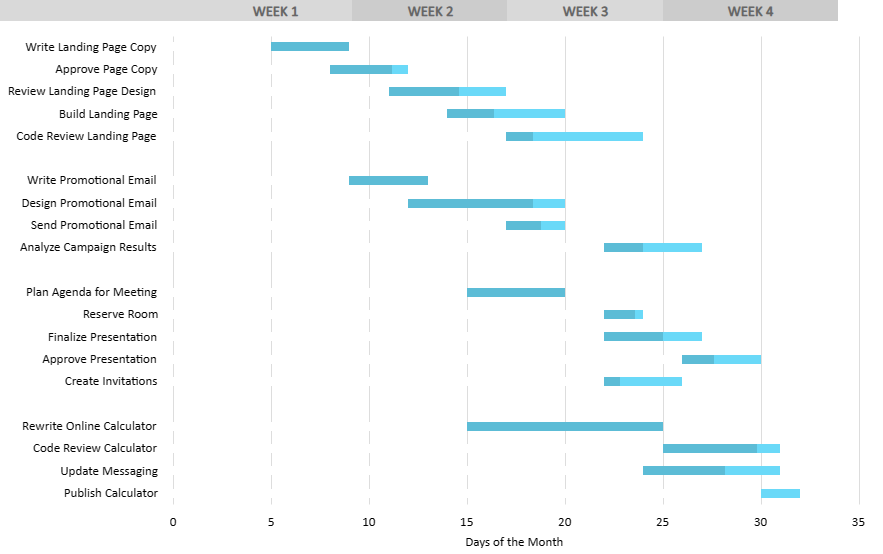 WEEK 1 WEEK 2 WEEK 3 WEEK 4
Write Landing Page Copy
Approve Page Copy
Review Landing Page Design
Build Landing Page
Code Review Landing Page
Write Promotional Email
Design Promotional Email
Send Promotional Email
Analyze Campaign Results
Plan Agenda for Meeting
Reserve Room
Finalize Presentation
Approve Presentation
Create Invitations
Rewrite Online Calculator
Code Review Calculator
Update Messaging
Publish Calculator
0 5 10 15 20 25 30 35
Days of the Month